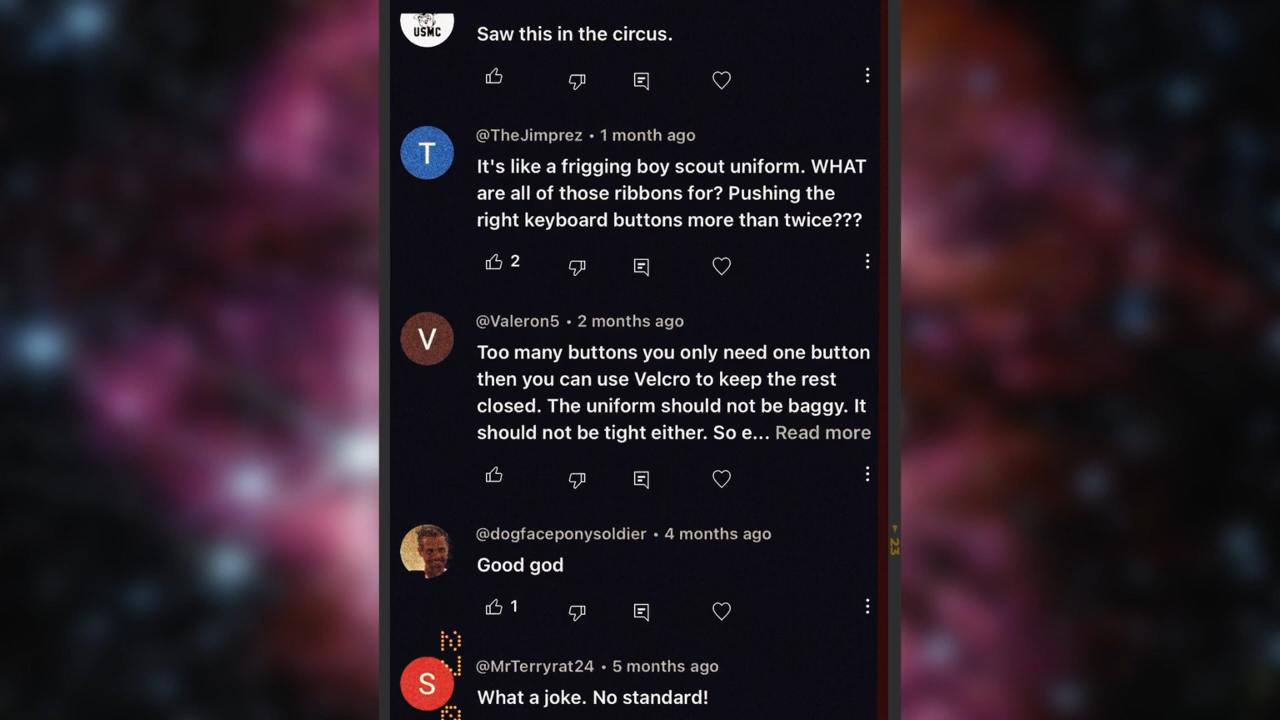 USMC
Saw this in the circus.
T
@TheJimprez • 1 month ago
It's like a frigging boy scout uniform. WHAT
are all of those ribbons for? Pushing the
right keyboard buttons more than twice???
2
V
@Valeron5 • 2 months ago
Too many buttons you only need one button
then you can use Velcro to keep the rest
closed. The uniform should not be baggy. It
should not be tight either. So e... Read more
@dogfaceponysoldier • 4 months ago
Good god
1
23
S
@MrTerryrat24 • 5 months ago
What a joke. No standard!